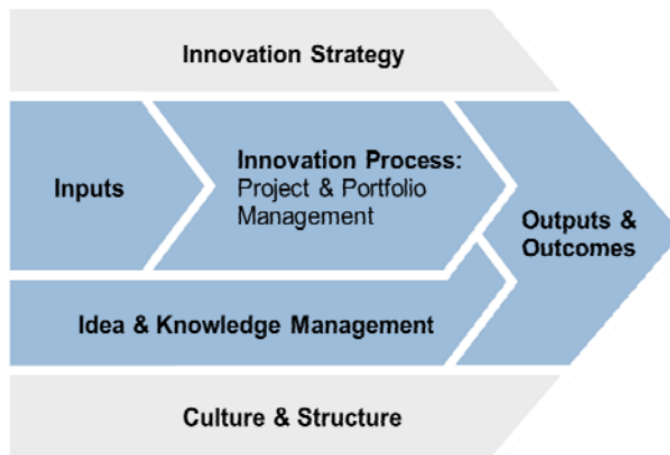 Innovation Strategy
Inputs
Innovation Process:
Project & Portfolio
Management
Outputs &
Outcomes
Idea & Knowledge Management
Culture & Structure